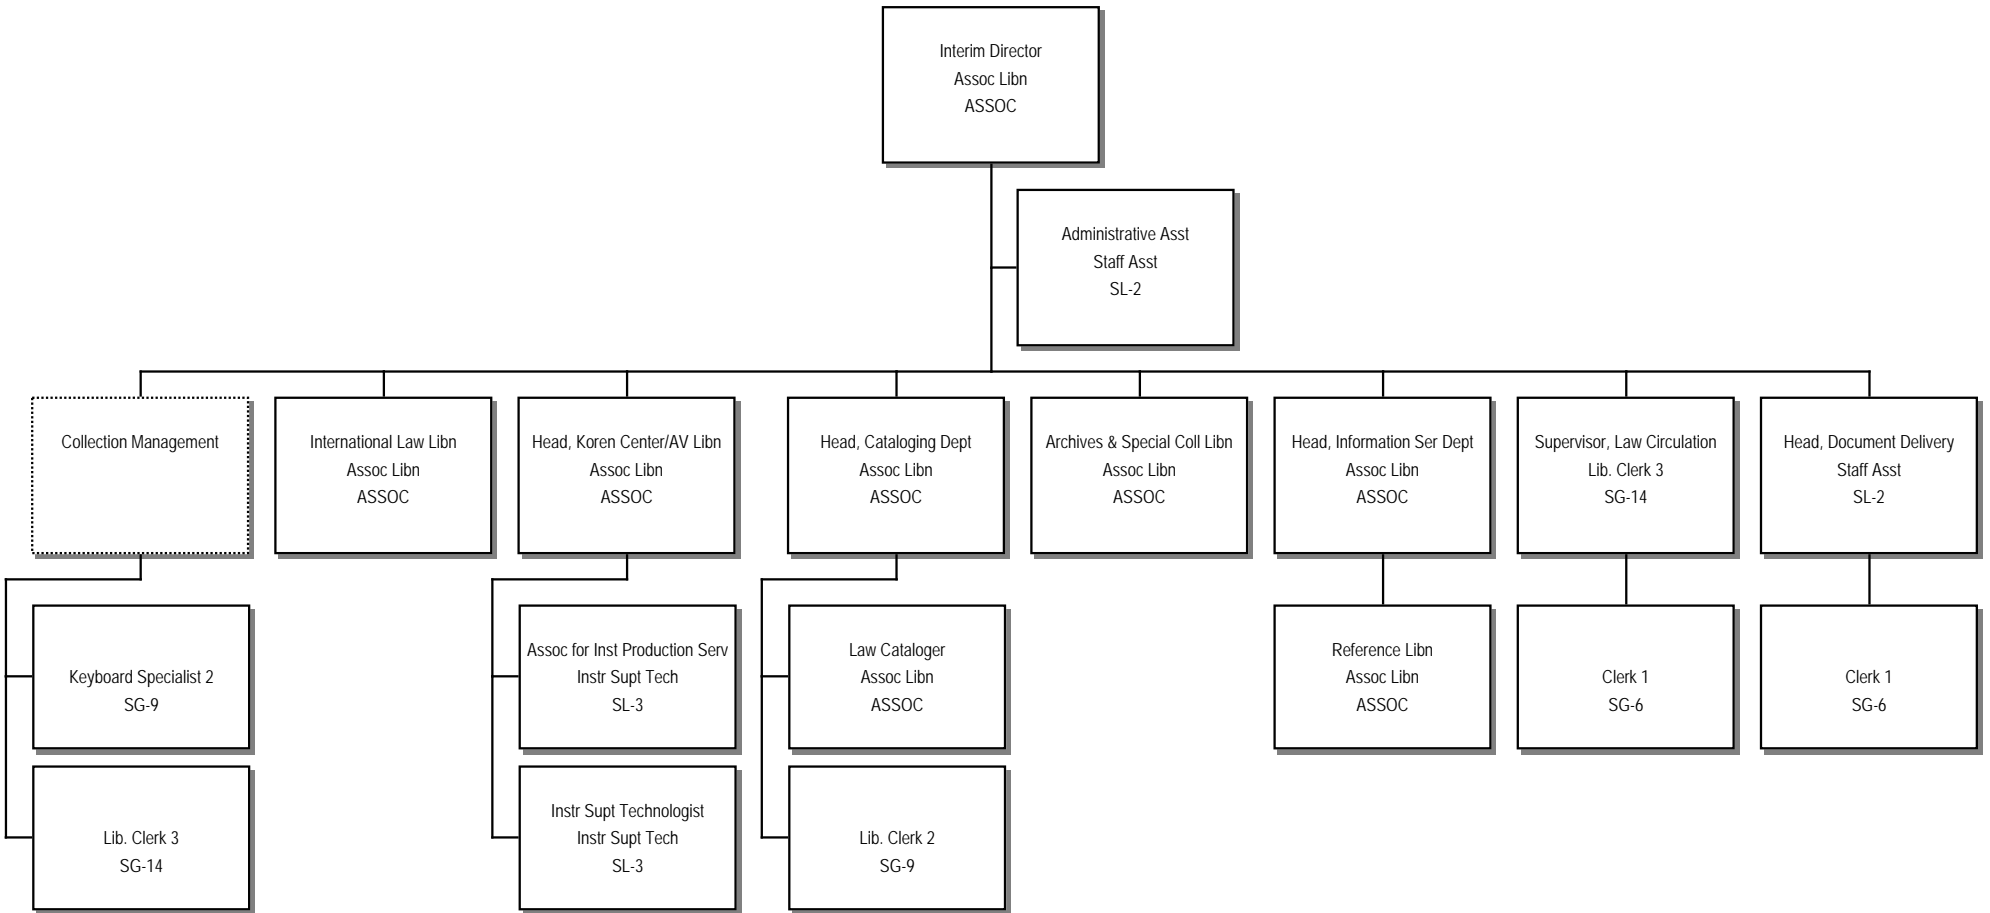 Interim Director
Assoc Libn
ASSOC
Administrative Asst
Staff Asst
SL-2
Collection Management
International Law Libn
Assoc Libn
ASSOC
Head, Koren Center/AV Libn
Assoc Libn
ASSOC
Head, Cataloging Dept
Assoc Libn
ASSOC
Archives & Special Coll Libn
Assoc Libn
ASSOC
Head, Information Ser Dept
Assoc Libn
ASSOC
Supervisor, Law Circulation
Lib. Clerk 3
SG-14
Head, Document Delivery
Staff Asst
SL-2
Keyboard Specialist 2
SG-9
Assoc for Inst Production Serv
Instr Supt Tech
SL-3
Law Cataloger
Assoc Libn
ASSOC
Reference Libn
Assoc Libn
ASSOC
Clerk 1
SG-6
Clerk 1
SG-6
Lib. Clerk 3
SG-14
Instr Supt Technologist
Instr Supt Tech
SL-3
Lib. Clerk 2
SG-9